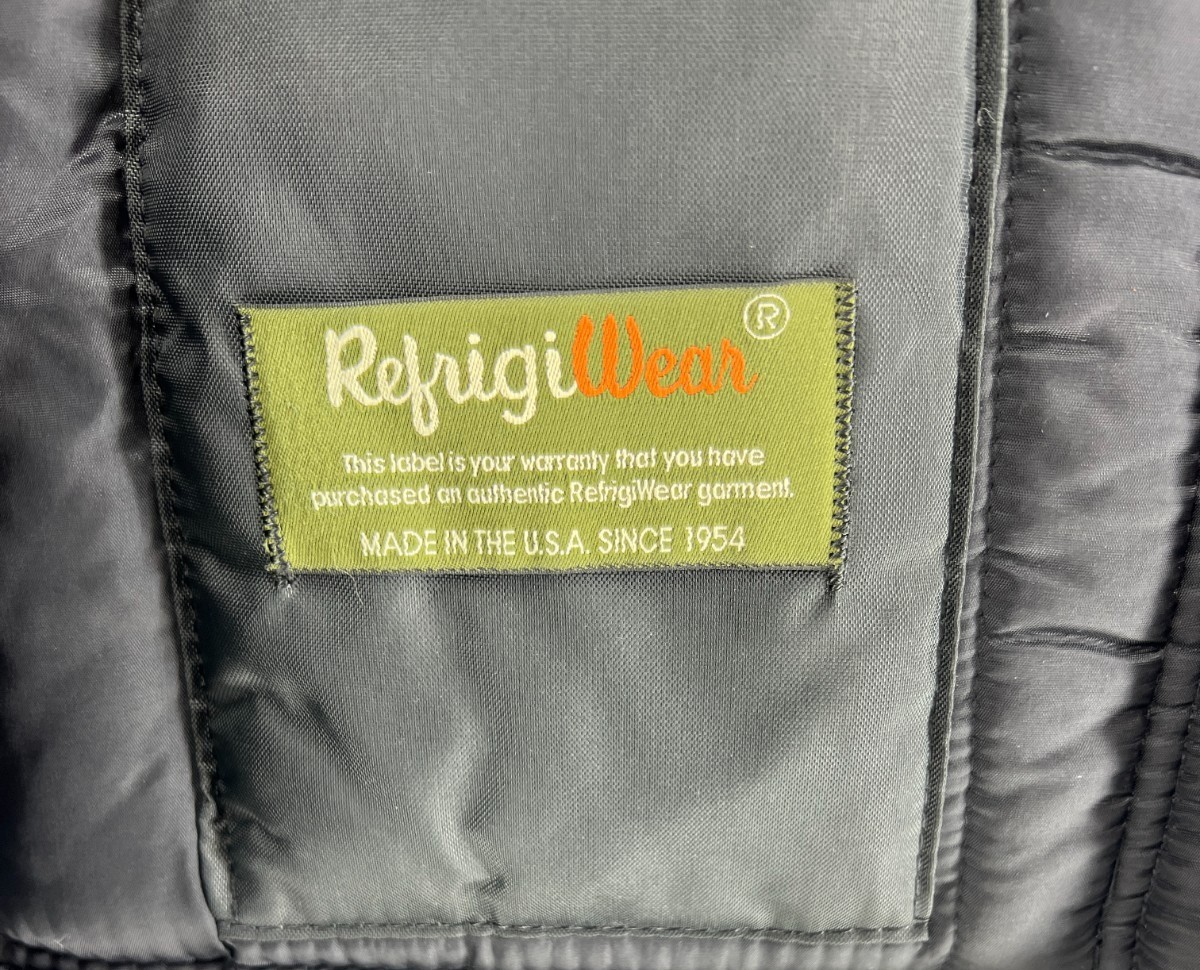 RefrigiWear®
This label is your warranty that you have
purchased an authentic RefrigiWear garment.
MADE IN THE U.S.A. SINCE 1954